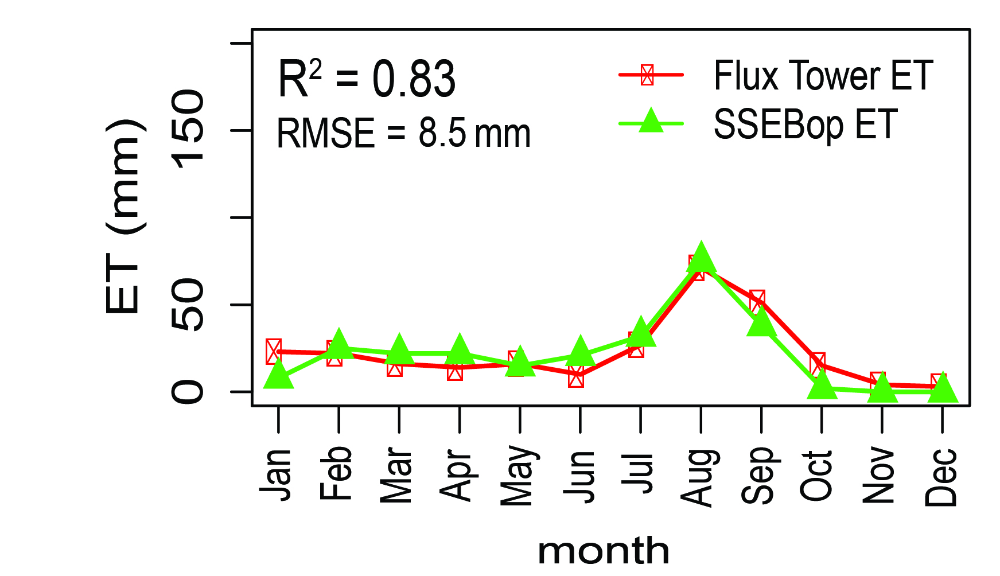 R² = 0.83
RMSE = 8.5 mm
Flux Tower ET
SSEBop ET
ET (mm)
150
50
0
Jan
Feb
Mar
Apr
May
Jun
Jul
Aug
Sep
Oct
Nov
Dec
month